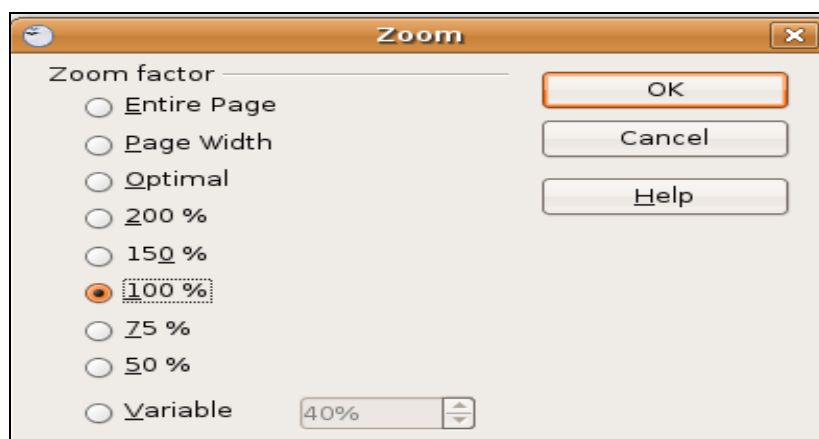 Zoom
Zoom factor
Entire Page
Page Width
Optimal
200 %
150 %
100 %
75 %
50 %
Variable 40%
OK
Cancel
Help